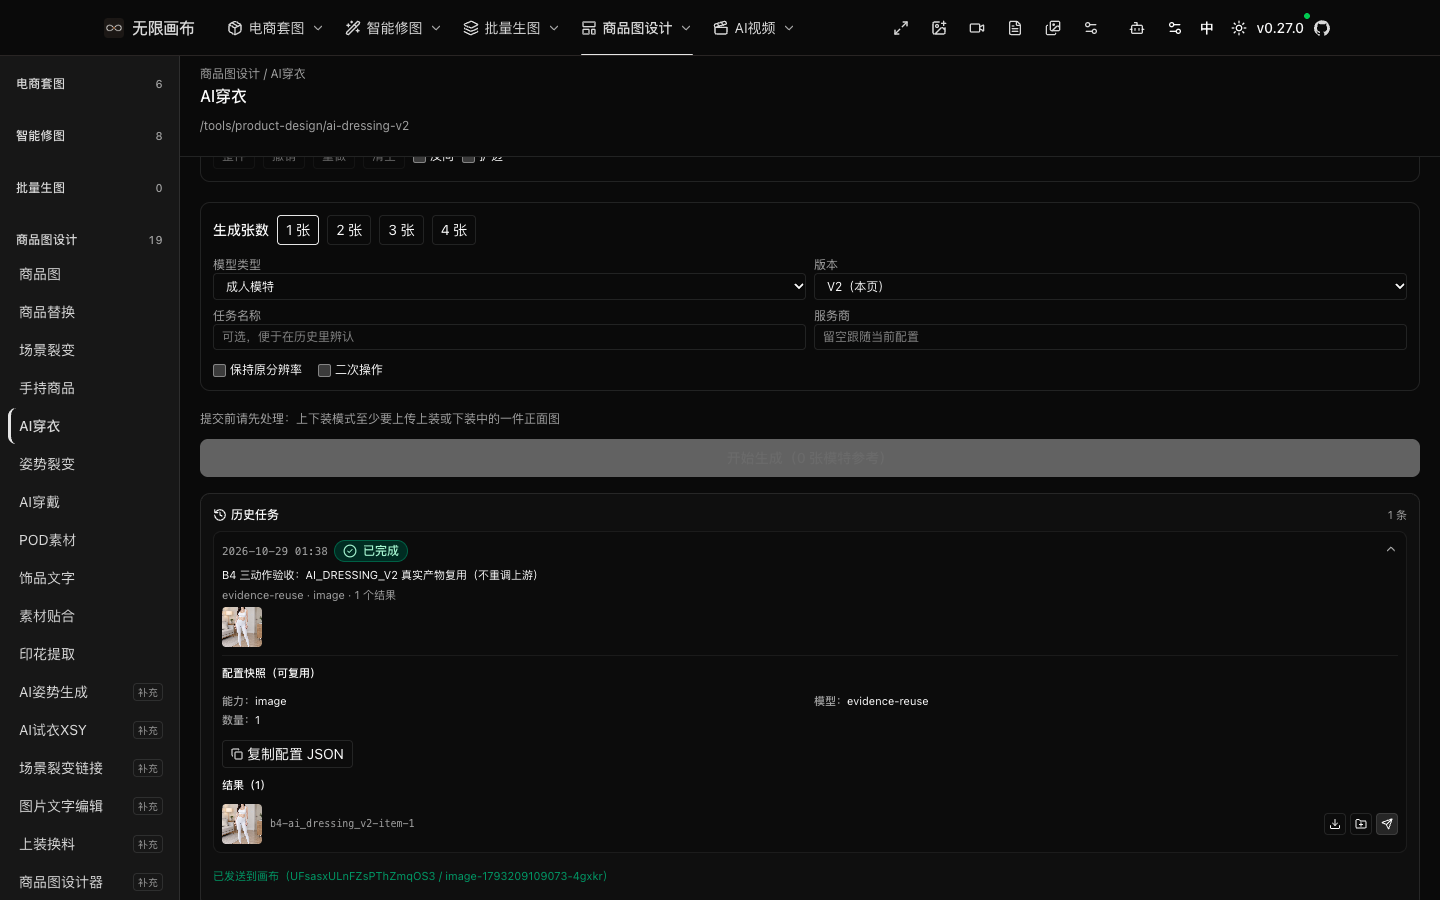 无限画布
电商套图
智能修图
批量生图
商品图设计
AI视频
中
v0.27.0
电商套图 6
智能修图 8
批量生图 0
商品图设计 19
商品图
商品替换
场景裂变
手持商品
AI穿衣
姿势裂变
AI穿戴
POD素材
饰品文字
素材贴合
印花提取
AI姿势生成 补充
AI试衣XSY 补充
场景裂变链接 补充
图片文字编辑 补充
上装换料 补充
商品图设计器 补充
商品图设计 / AI穿衣
AI穿衣
/tools/product-design/ai-dressing-v2
生成张数 1 张 2 张 3 张 4 张
模型类型 版本
成人模特 V2（本页）
任务名称 服务商
可选，便于在历史里辨认 留空跟随当前配置
保持原分辨率 二次操作
提交前请先处理：上下装模式至少要上传上装或下装中的一件正面图
开始生成（0 张模特参考）
历史任务 1 条
2026-10-29 01:38 已完成
B4 三动作验收：AI_DRESSING_V2 真实产物复用（不重调上游）
evidence-reuse · image · 1 个结果
配置快照（可复用）
能力：image 模型：evidence-reuse
数量：1
复制配置 JSON
结果（1）
b4-ai_dressing_v2-item-1
已发送到画布（UFsasxULnFZsPThZmqOS3 / image-1793209109073-4gxkr）